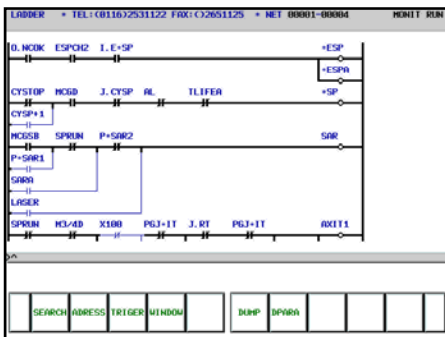 LADDER * TEL:(0116)2531122 FAX:()2651125 * NET 00001-00004 MONIT RUN
O.NCOK ESPCH2 I.E*SP *ESP
*ESPA
CYSTOP MCGD J.CYSP AL TLIFEA *SP
CYSP*1
MCGSB SPRUN P*SAR2 SAR
P*SAR1
SARA
LASER
SPRUN M3/4D X100 PGJ*IT J.RT PGJ*IT AXIT1
>^
SEARCH ADRESS TRIGER WINDOW DUMP DPARA